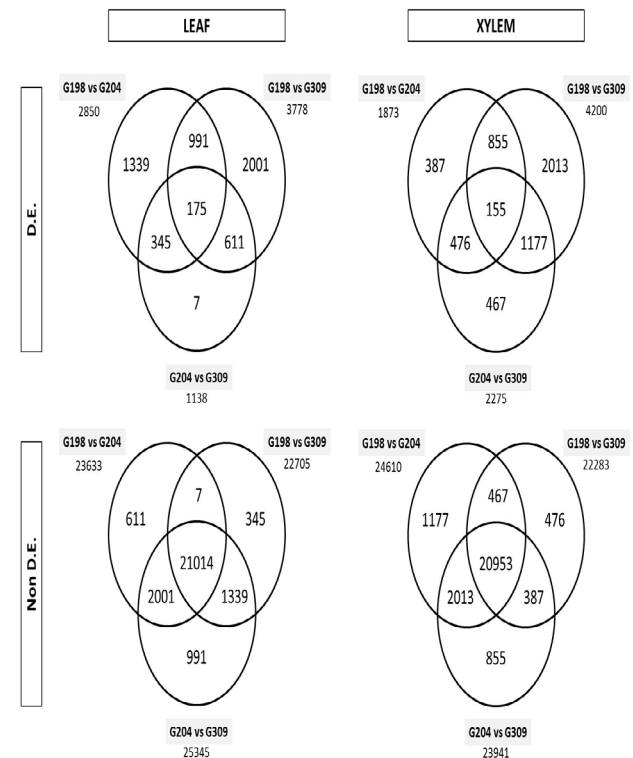 LEAF
XYLEM
D.E.
G198 vs G204
2850
G198 vs G309
3778
991
1339
2001
175
345
611
7
G204 vs G309
1138
G198 vs G204
1873
G198 vs G309
4200
855
387
2013
155
476
1177
467
G204 vs G309
2275
Non D.E.
G198 vs G204
23633
G198 vs G309
22705
7
611
345
21014
2001
1339
991
G204 vs G309
25345
G198 vs G204
24610
G198 vs G309
22283
467
1177
476
20953
2013
387
855
G204 vs G309
23941